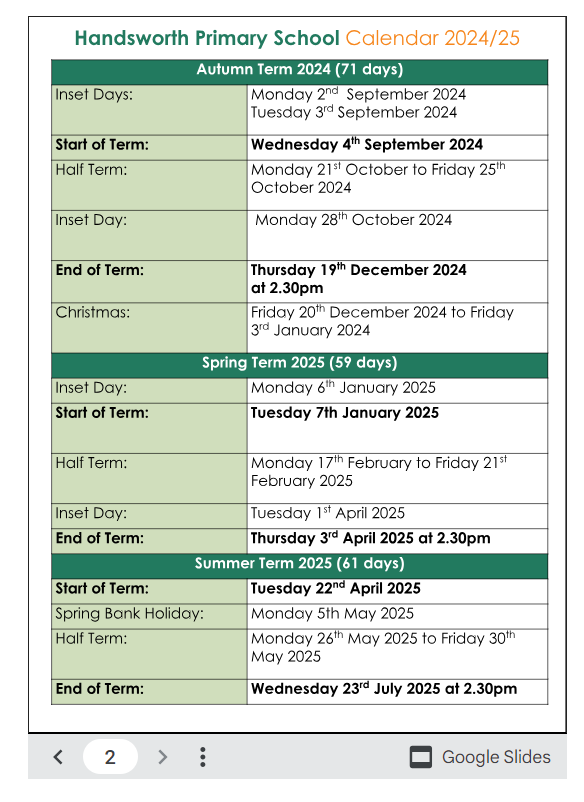 Handsworth Primary School Calendar 2024/25
Autumn Term 2024 (71 days)
Inset Days:
Monday 2nd September 2024
Tuesday 3rd September 2024
Start of Term:
Wednesday 4th September 2024
Half Term:
Monday 21st October to Friday 25th
October 2024
Inset Day:
Monday 28th October 2024
End of Term:
Thursday 19th December 2024
at 2.30pm
Christmas:
Friday 20th December 2024 to Friday
3rd January 2024
Spring Term 2025 (59 days)
Inset Day:
Monday 6th January 2025
Start of Term:
Tuesday 7th January 2025
Half Term:
Monday 17th February to Friday 21st
February 2025
Inset Day:
Tuesday 1st April 2025
End of Term:
Thursday 3rd April 2025 at 2.30pm
Summer Term 2025 (61 days)
Start of Term:
Tuesday 22nd April 2025
Spring Bank Holiday:
Monday 5th May 2025
Half Term:
Monday 26th May 2025 to Friday 30th
May 2025
End of Term:
Wednesday 23rd July 2025 at 2.30pm
2
Google Slides